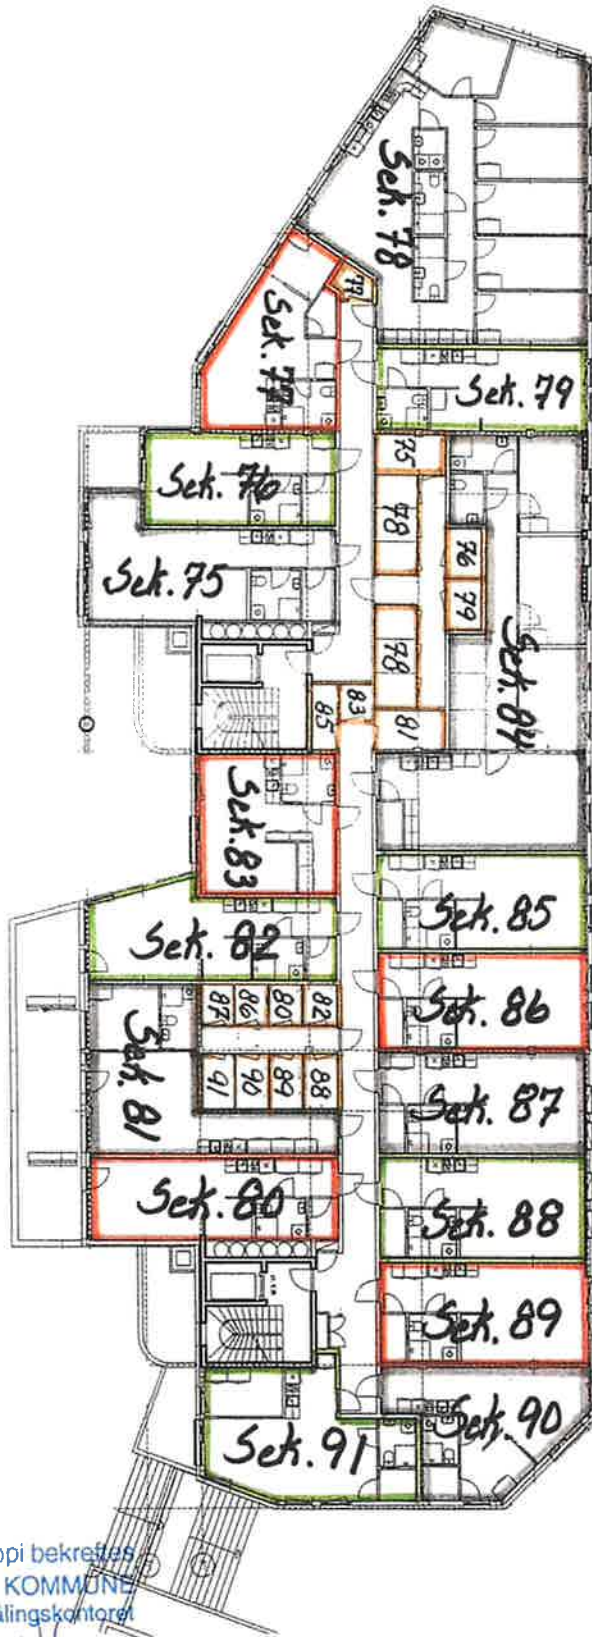 Sek. 78
77
Sek. 77
Sek. 79
75
Sek. 76
78
76
Sek. 75
79
78
Sek. 84
83
85
81
Sek. 83
Sek. 85
Sek. 82
87 86 80 82
Sek. 86
Sek. 81
91 90 89 88
Sek. 87
Sek. 80
Sek. 88
Sek. 89
Sek. 90
Sek. 91
bekreftes
KOMMUNE